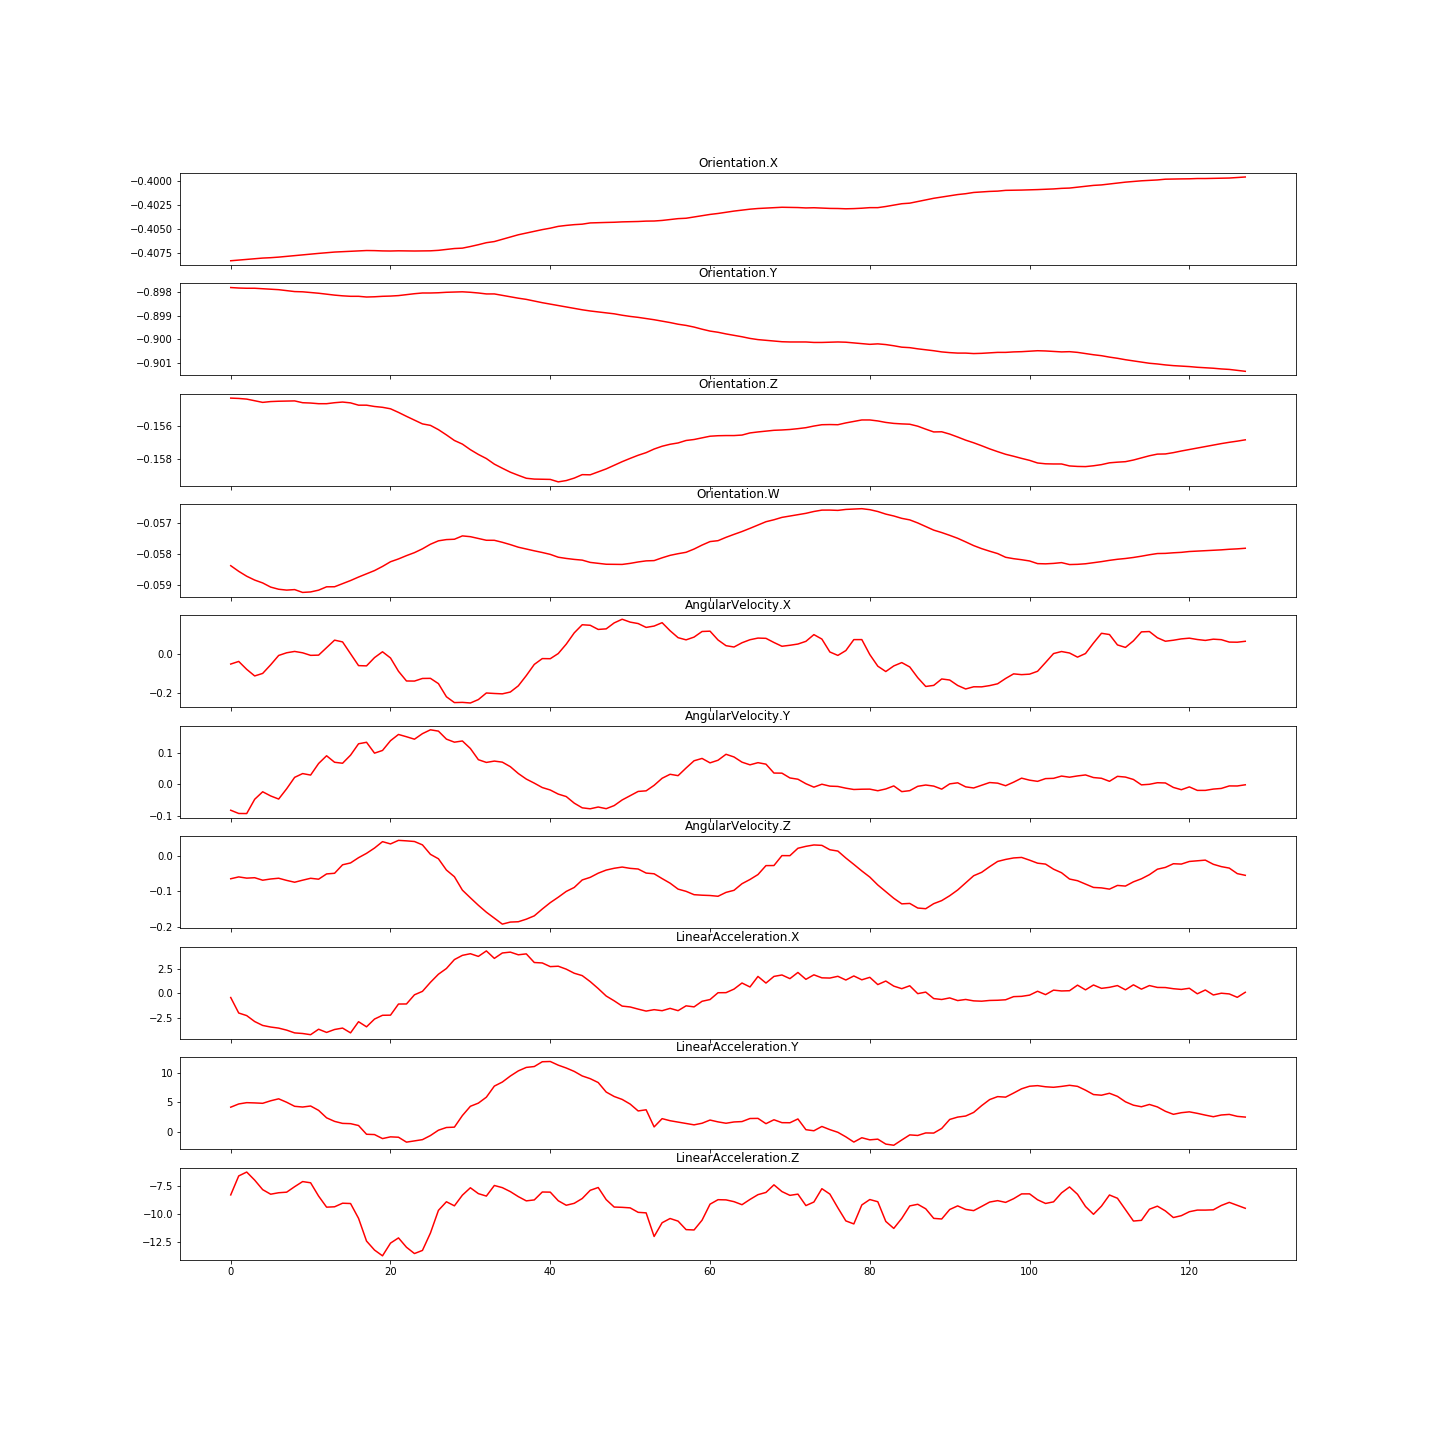 Orientation.X
−0.4000
−0.4025
−0.4050
−0.4075
Orientation.Y
−0.898
−0.899
−0.900
−0.901
Orientation.Z
−0.156
−0.158
Orientation.W
−0.057
−0.058
−0.059
AngularVelocity.X
0.0
−0.2
AngularVelocity.Y
0.1
0.0
−0.1
AngularVelocity.Z
0.0
−0.1
−0.2
LinearAcceleration.X
2.5
0.0
−2.5
LinearAcceleration.Y
10
5
0
LinearAcceleration.Z
−7.5
−10.0
−12.5
0 20 40 60 80 100 120